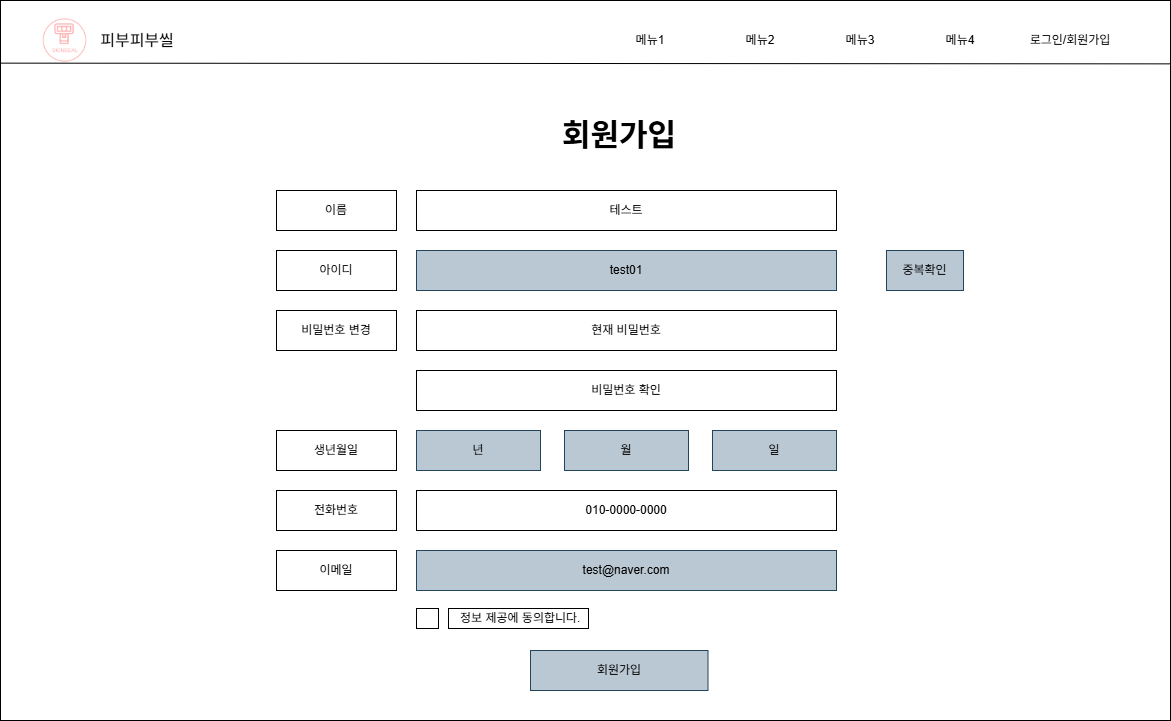 피부피부씰
메뉴1
메뉴2
메뉴3
메뉴4
로그인/회원가입
회원가입
이름
테스트
아이디
test01
중복확인
비밀번호 변경
현재 비밀번호
비밀번호 확인
생년월일
년
월
일
전화번호
010-0000-0000
이메일
test@naver.com
정보 제공에 동의합니다.
회원가입